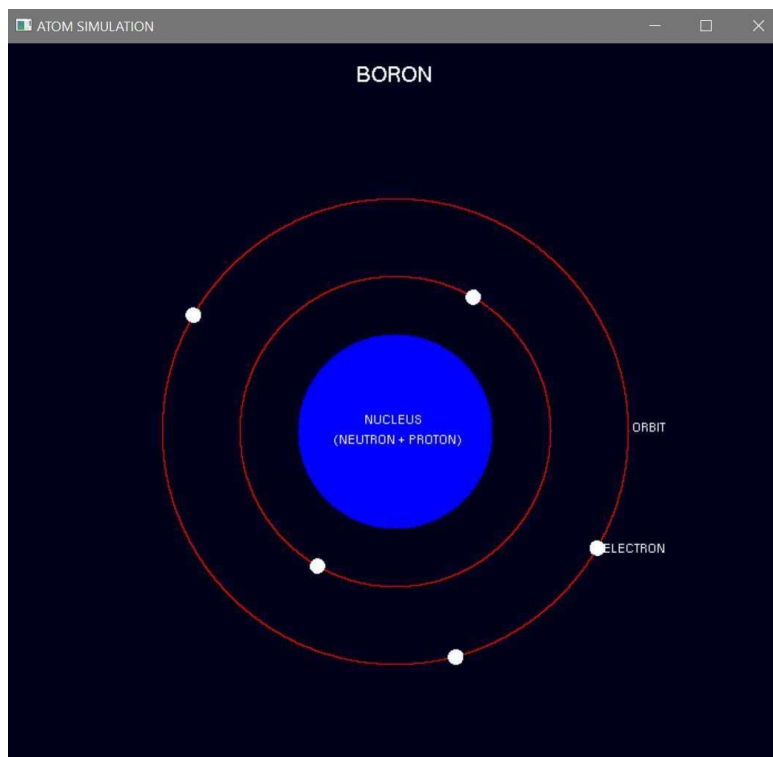 ATOM SIMULATION
BORON
NUCLEUS
(NEUTRON + PROTON)
ORBIT
ELECTRON